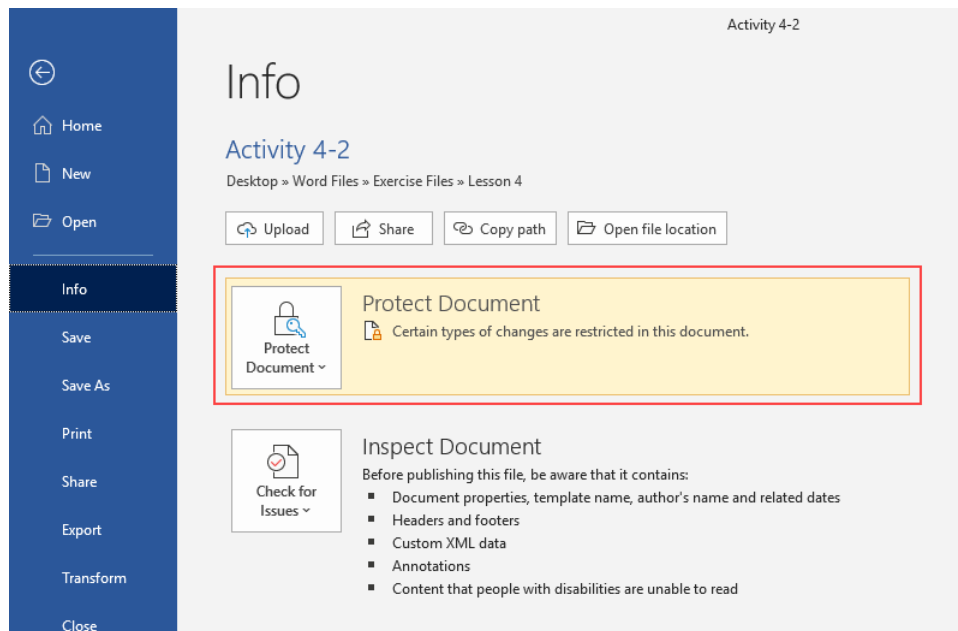 Activity 4-2
Home
New
Open
Info
Save
Save As
Print
Share
Export
Transform
Close
Info
Activity 4-2
Desktop » Word Files » Exercise Files » Lesson 4
Upload
Share
Copy path
Open file location
Protect
Document
Protect Document
Certain types of changes are restricted in this document.
Check for
Issues
Inspect Document
Before publishing this file, be aware that it contains:
Document properties, template name, author's name and related dates
Headers and footers
Custom XML data
Annotations
Content that people with disabilities are unable to read